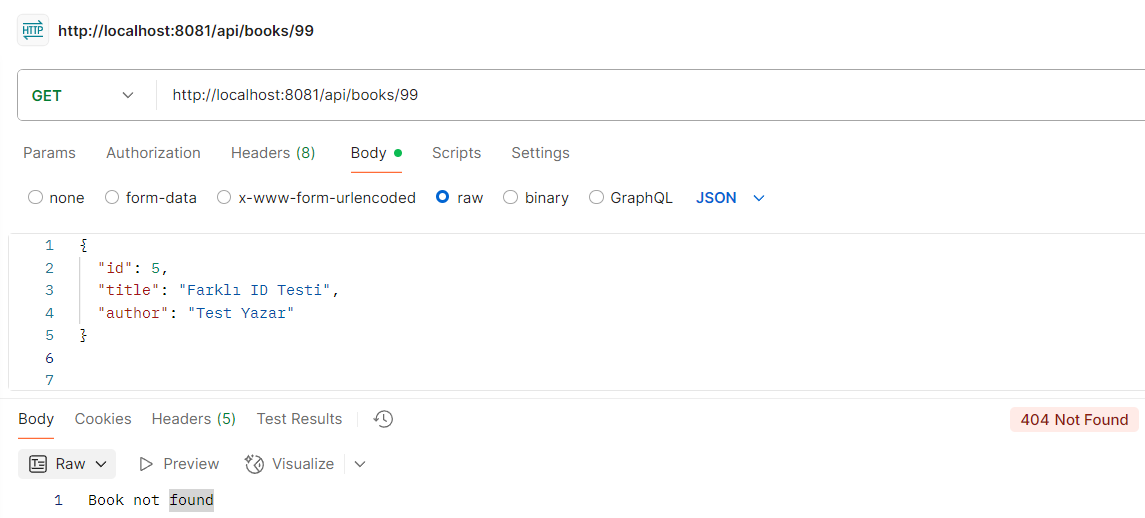 HTTP http://localhost:8081/api/books/99
GET http://localhost:8081/api/books/99
Params Authorization Headers (8) Body Scripts Settings
none form-data x-www-form-urlencoded raw binary GraphQL JSON
1 {
2 "id": 5,
3 "title": "Farklı ID Testi",
4 "author": "Test Yazar"
5 }
6
7
Body Cookies Headers (5) Test Results 404 Not Found
Raw Preview Visualize
1 Book not found